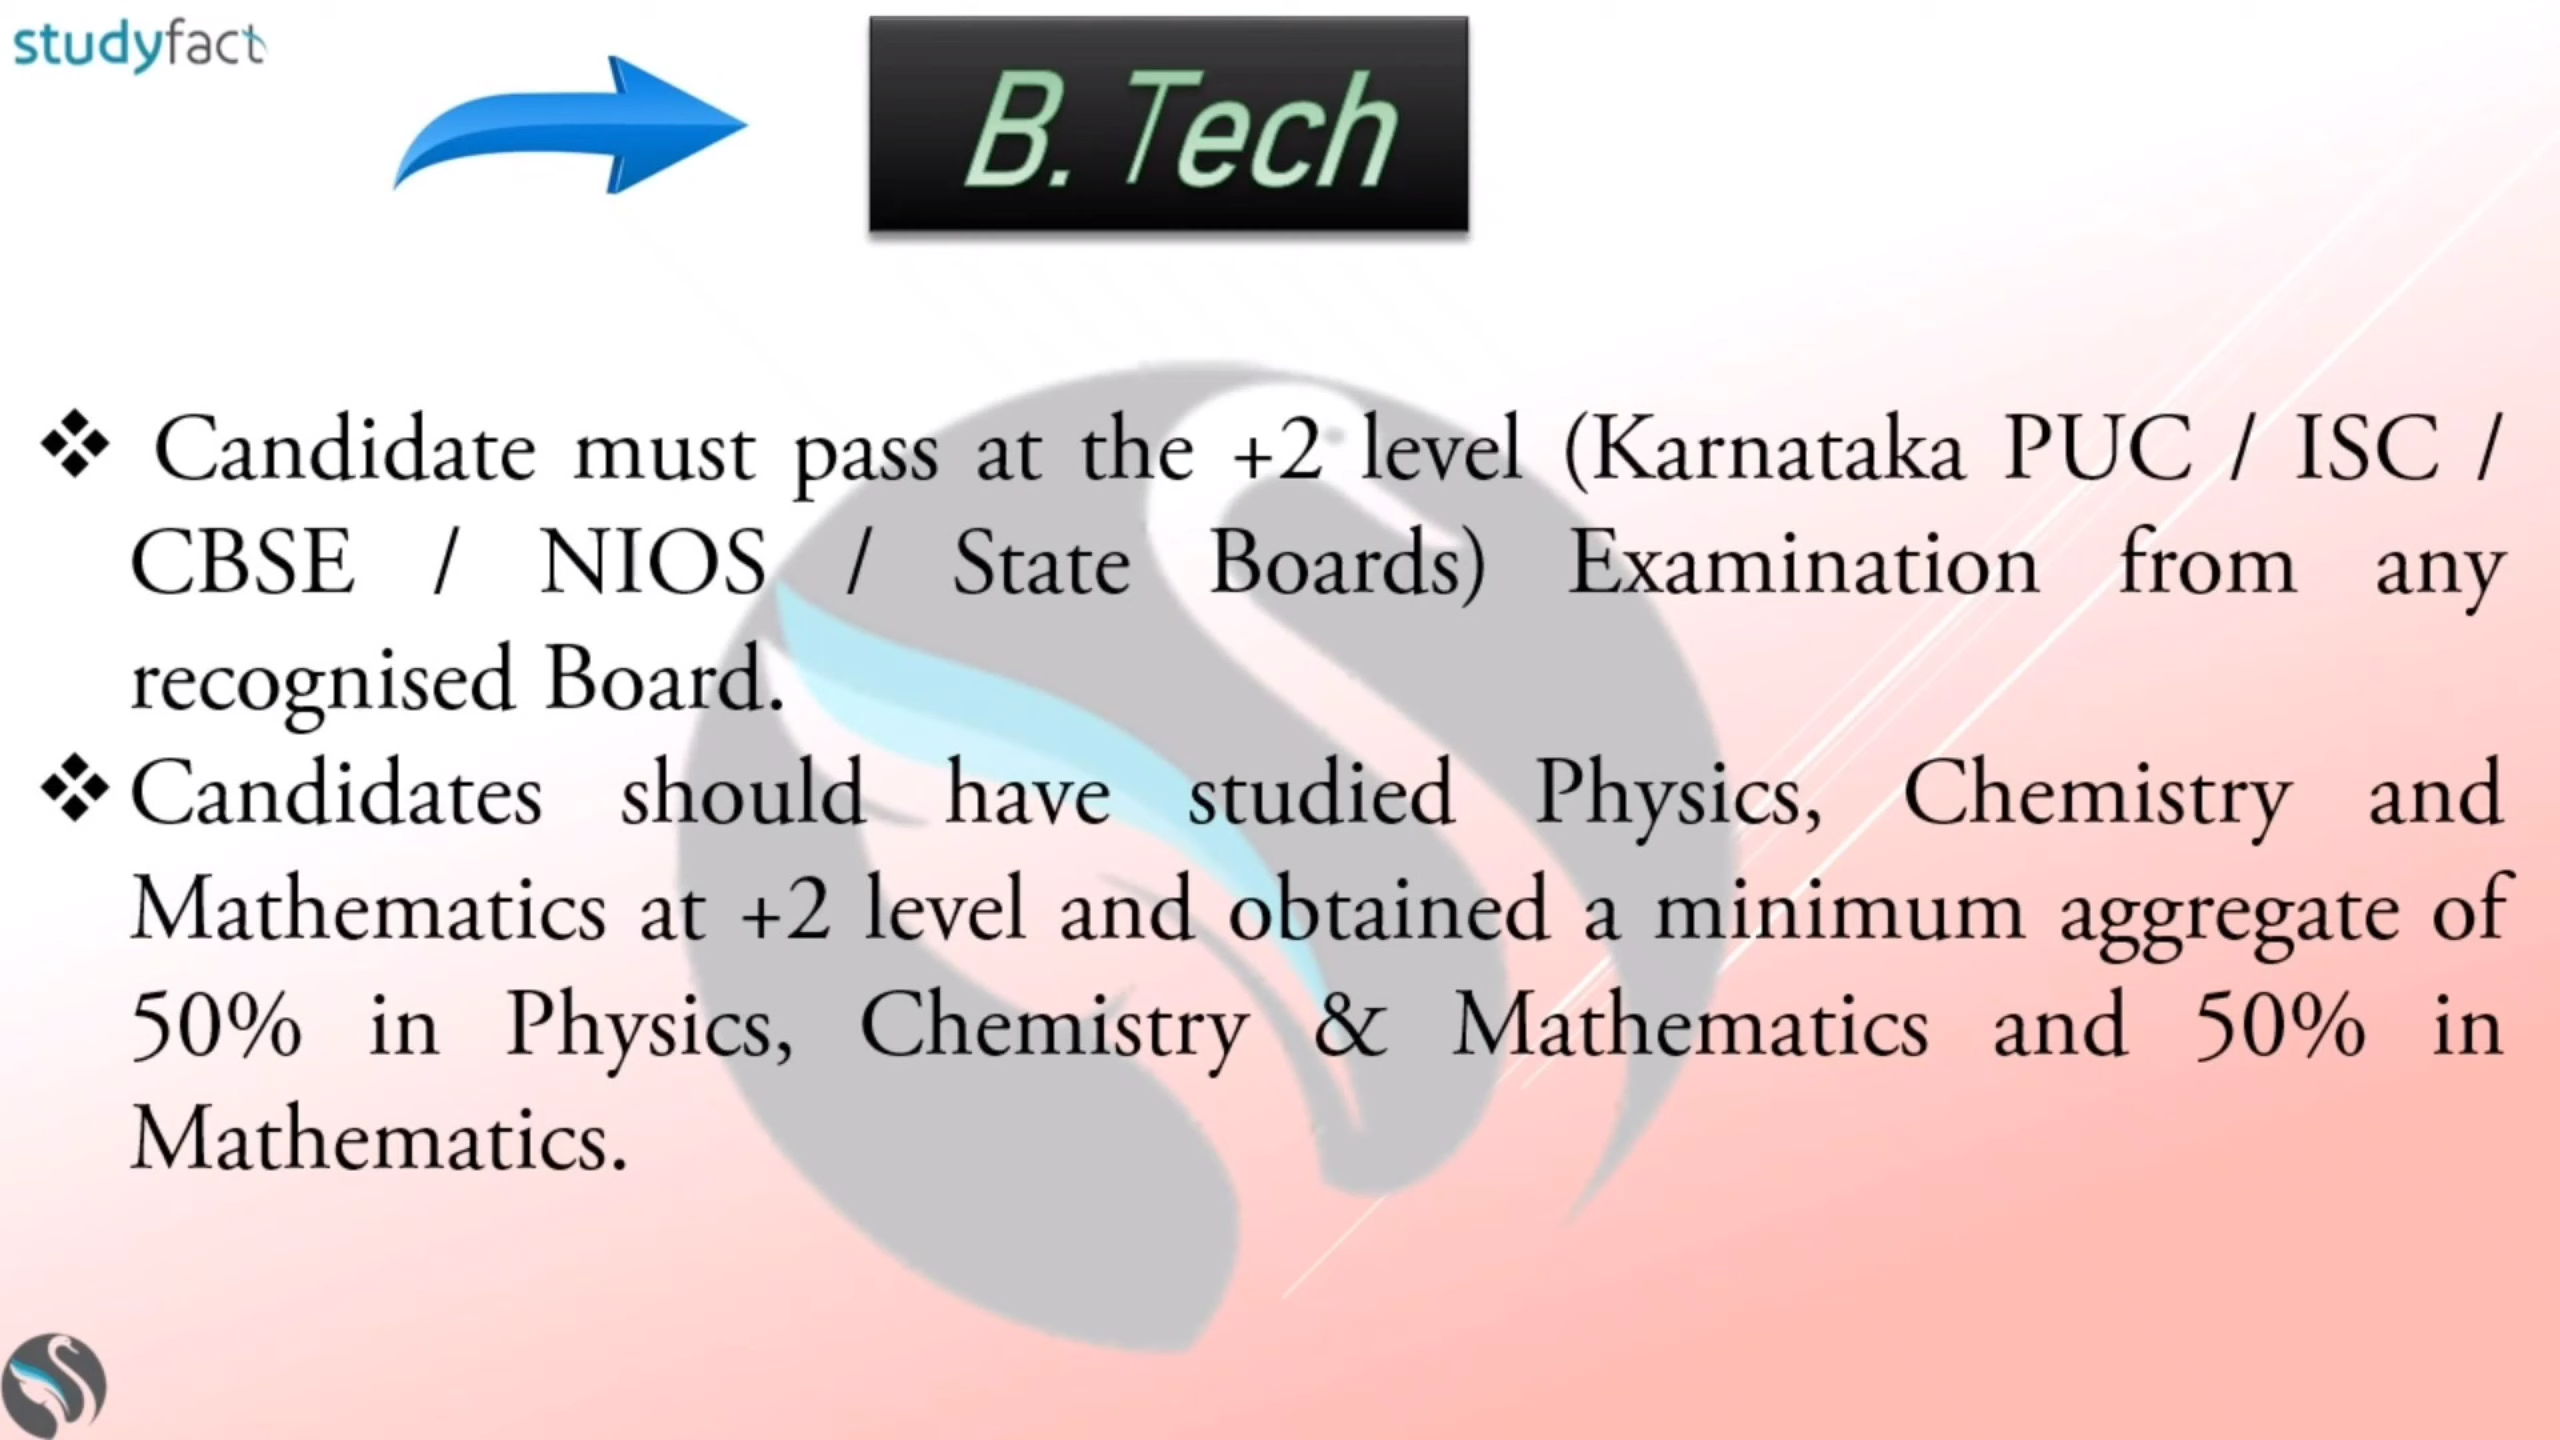 studyfact
B. Tech
❖ Candidate must pass at the +2 level (Karnataka PUC / ISC /
CBSE / NIOS / State Boards) Examination from any
recognised Board.
❖ Candidates should have studied Physics, Chemistry and
Mathematics at +2 level and obtained a minimum aggregate of
50% in Physics, Chemistry & Mathematics and 50% in
Mathematics.